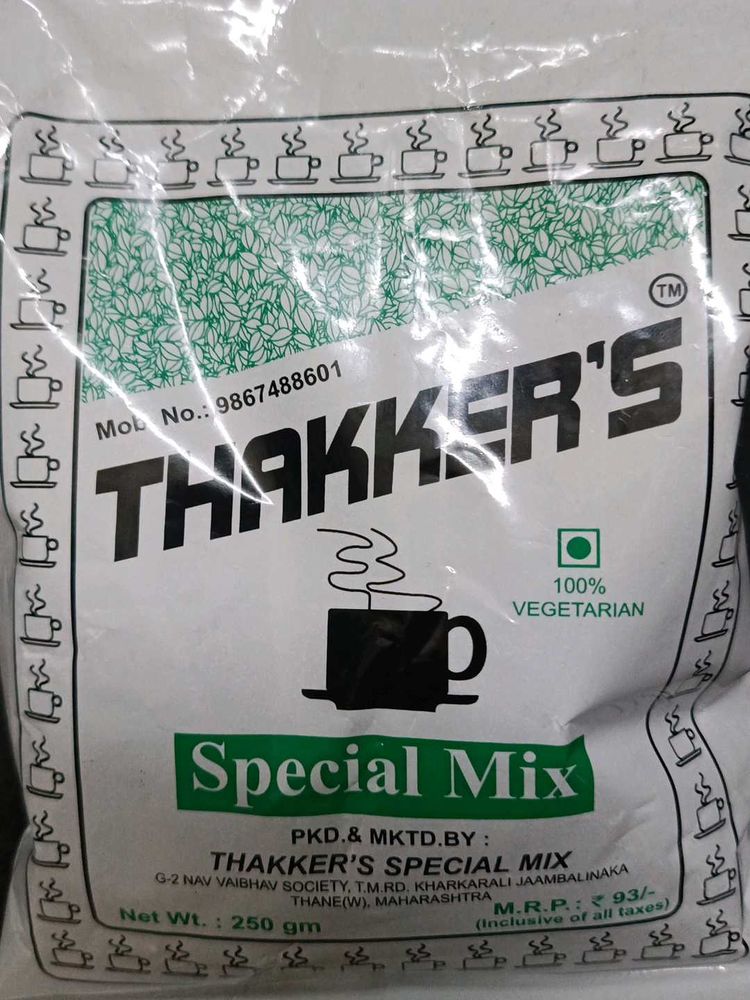 TM
Mob. No.: 9867488601
THAKKER'S
100%
VEGETARIAN
Special Mix
PKD.& MKTD.BY :
THAKKER'S SPECIAL MIX
G-2 NAV VAIBHAV SOCIETY, T.M.RD. KHARKARALI JAAMBALINAKA
THANE(W), MAHARASHTRA
Net Wt. : 250 gm
M.R.P.: ₹ 93/-
(Inclusive of all taxes)